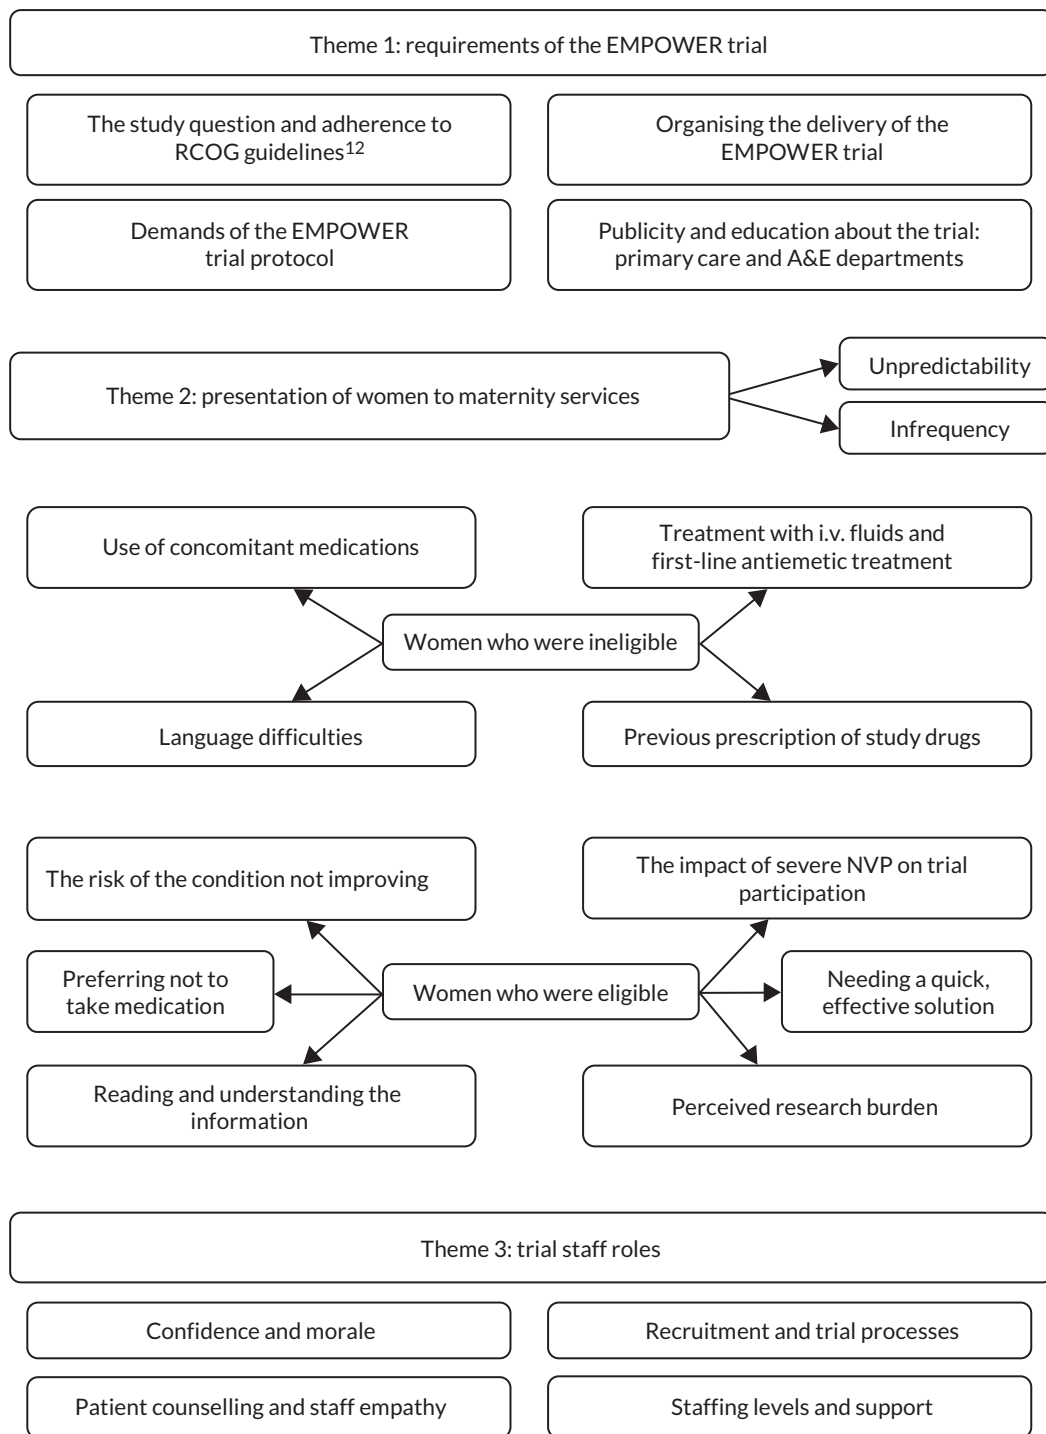 Theme 1: requirements of the EMPOWER trial
The study question and adherence to
RCOG guidelines12
Organising the delivery of the
EMPOWER trial
Demands of the EMPOWER
trial protocol
Publicity and education about the trial:
primary care and A&E departments
Theme 2: presentation of women to maternity services
Unpredictability
Infrequency
Use of concomitant medications
Treatment with i.v. fluids and
first-line antiemetic treatment
Women who were ineligible
Language difficulties
Previous prescription of study drugs
The risk of the condition not improving
The impact of severe NVP on trial
participation
Preferring not to
take medication
Women who were eligible
Needing a quick,
effective solution
Reading and understanding the
information
Perceived research burden
Theme 3: trial staff roles
Confidence and morale
Recruitment and trial processes
Patient counselling and staff empathy
Staffing levels and support